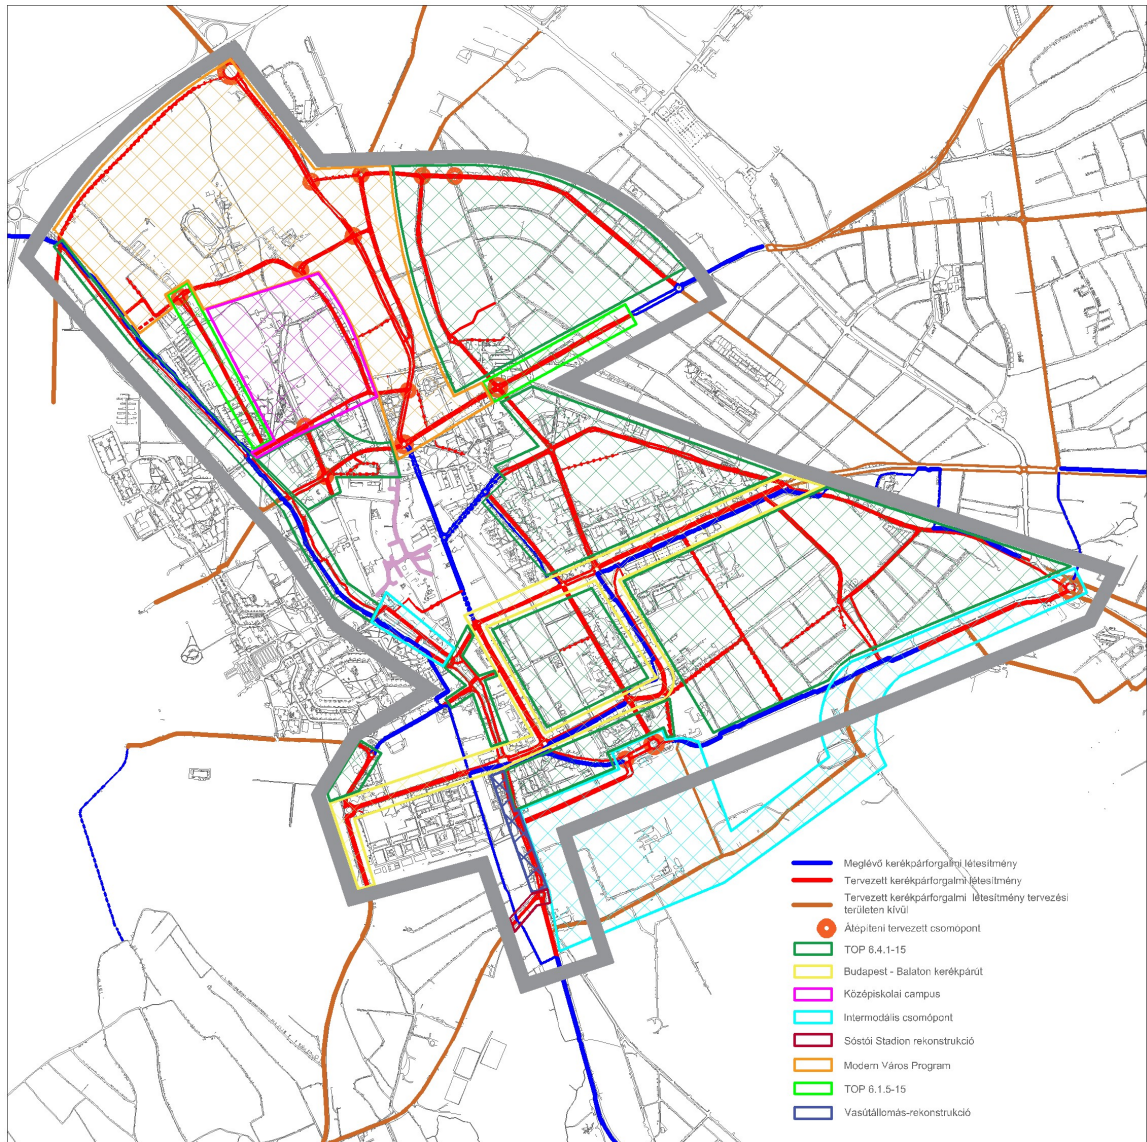 Meglévő kerékpárforgalmi létesítmény
Tervezett kerékpárforgalmi létesítmény
Tervezett kerékpárforgalmi létesítmény tervezési
területen kívül
Átépíteni tervezett csomópont
TOP 6.4.1-15
Budapest - Balaton kerékpárút
Középiskolai campus
Intermodális csomópont
Sóstói Stadion rekonstrukció
Modern Város Program
TOP 6.1.5-15
Vasútállomás-rekonstrukció